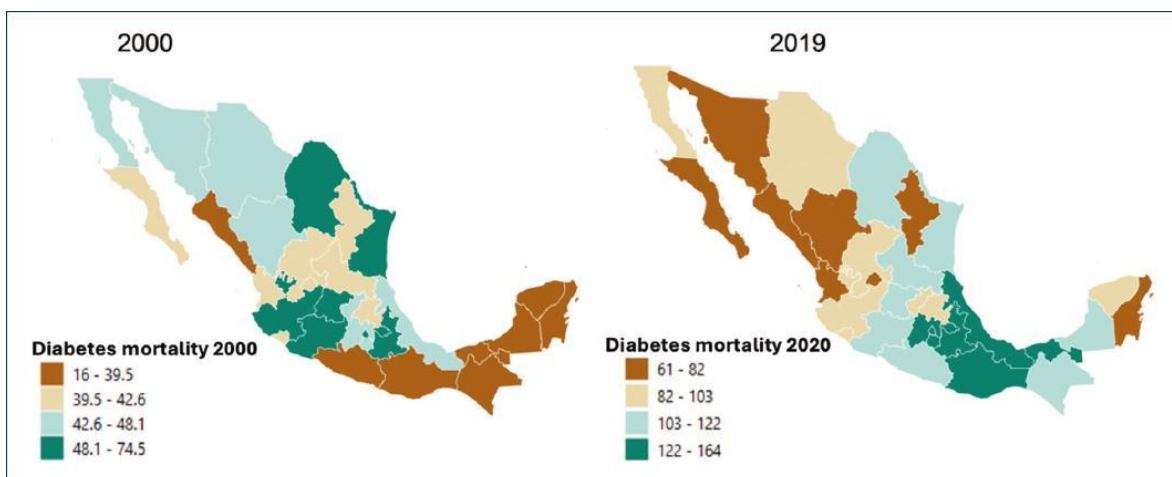 2000
2019
Diabetes mortality 2000
16 - 39.5
39.5 - 42.6
42.6 - 48.1
48.1 - 74.5
Diabetes mortality 2020
61 - 82
82 - 103
103 - 122
122 - 164